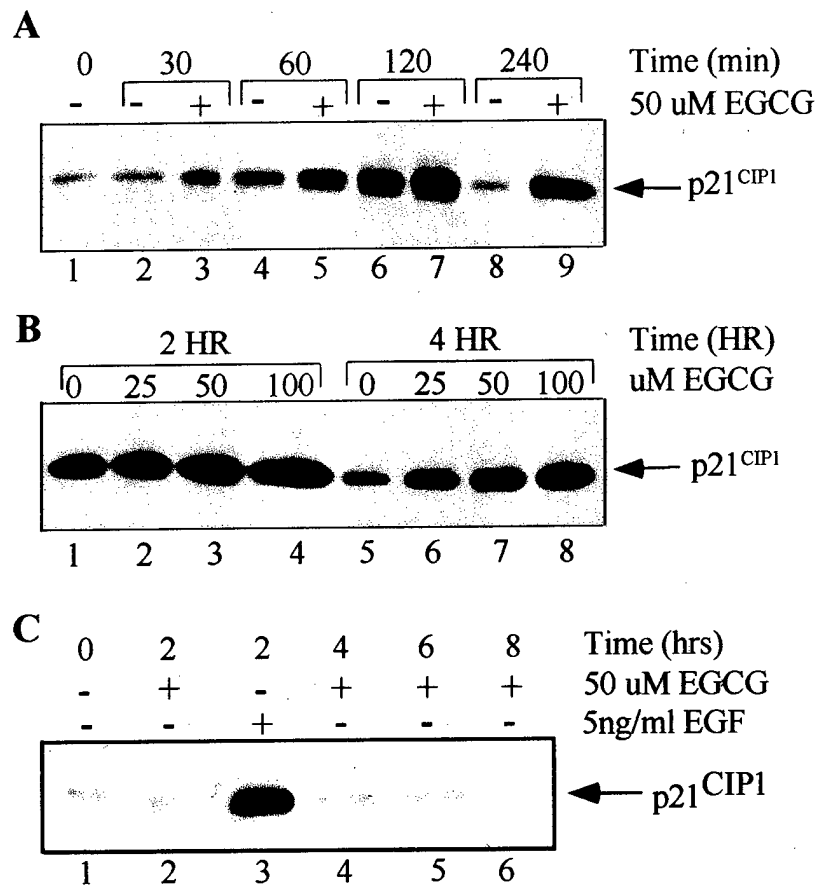 A
0 30 60 120 240 Time (min)
- - + - + - + - + 50 uM EGCG
p21CIP1
1 2 3 4 5 6 7 8 9
B
2 HR 4 HR Time (HR)
0 25 50 100 0 25 50 100 uM EGCG
p21CIP1
1 2 3 4 5 6 7 8
C
0 2 2 4 6 8 Time (hrs)
- + - + + + 50 uM EGCG
- - + - - - 5ng/ml EGF
p21CIP1
1 2 3 4 5 6